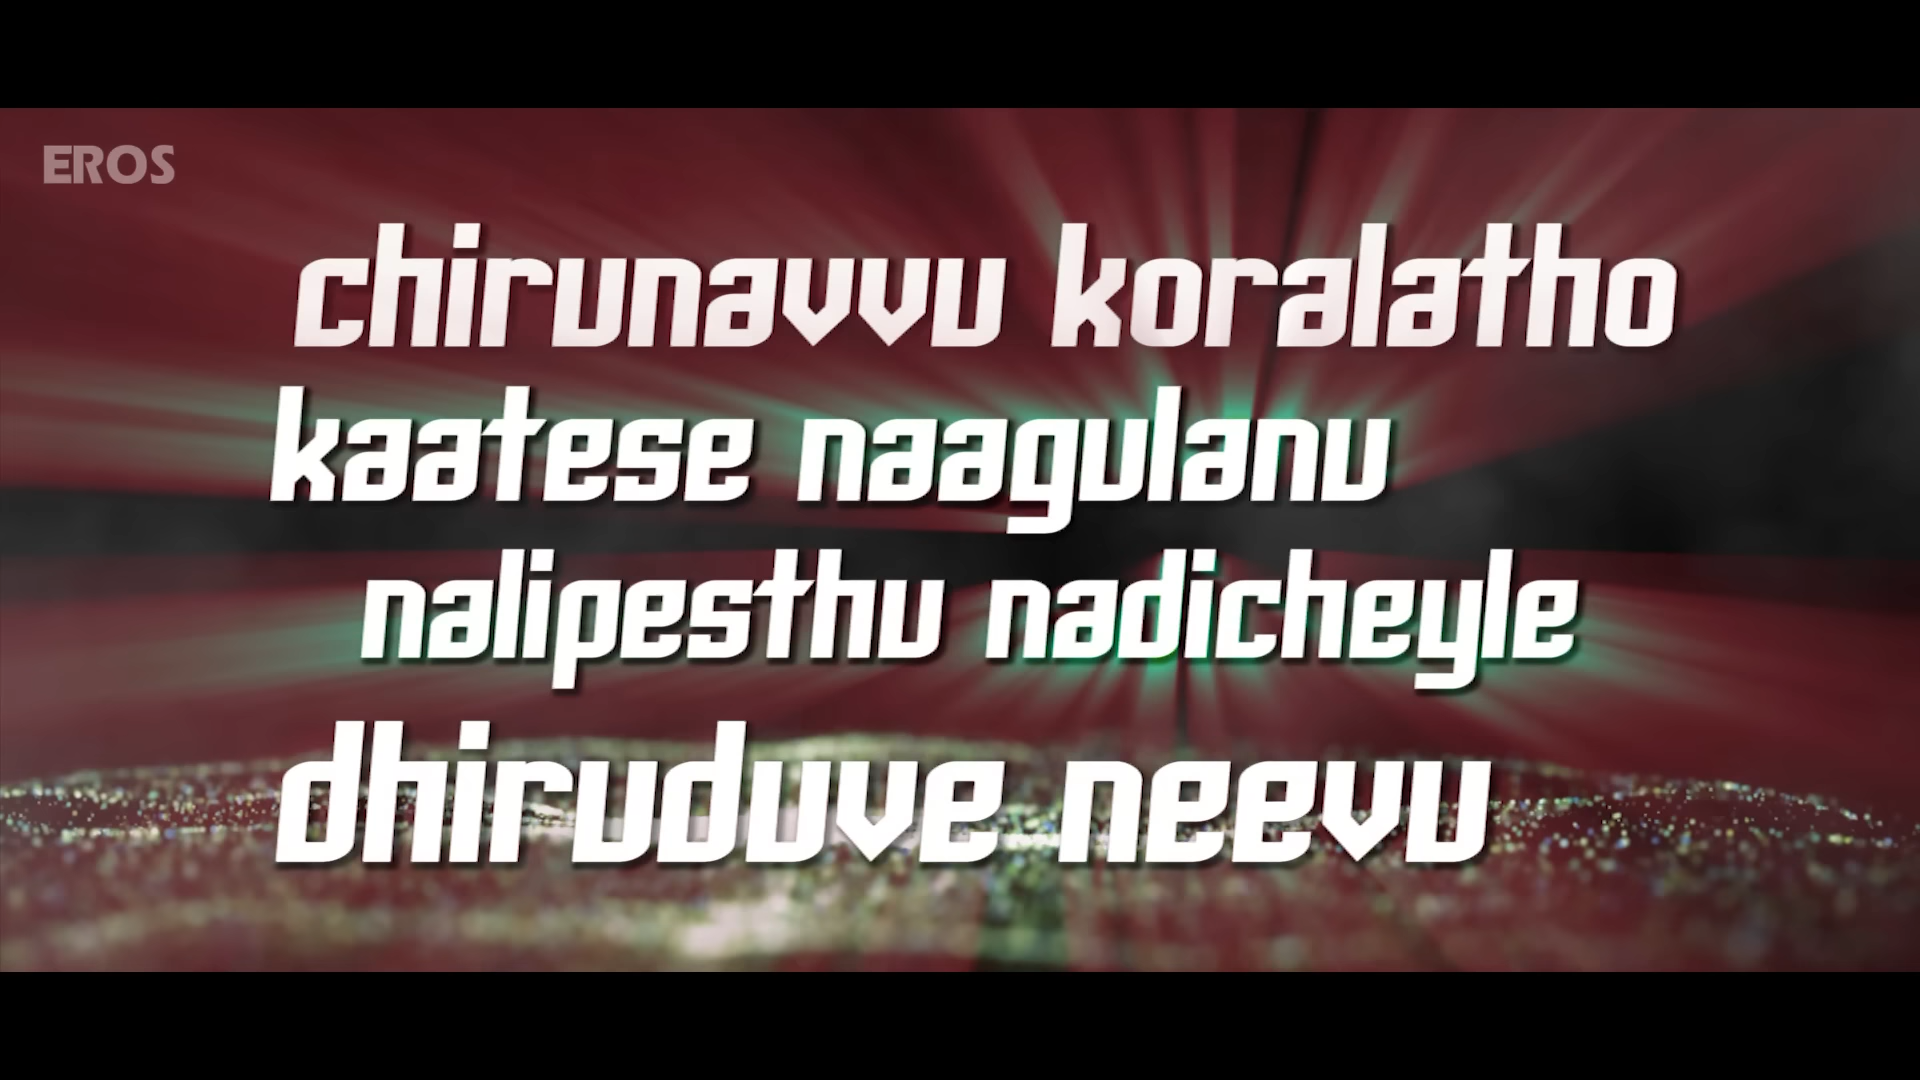 EROS
chirunavvu koralatho
kaatese naagulanu
nalipesthu nadicheyle
dhiruduve neevu